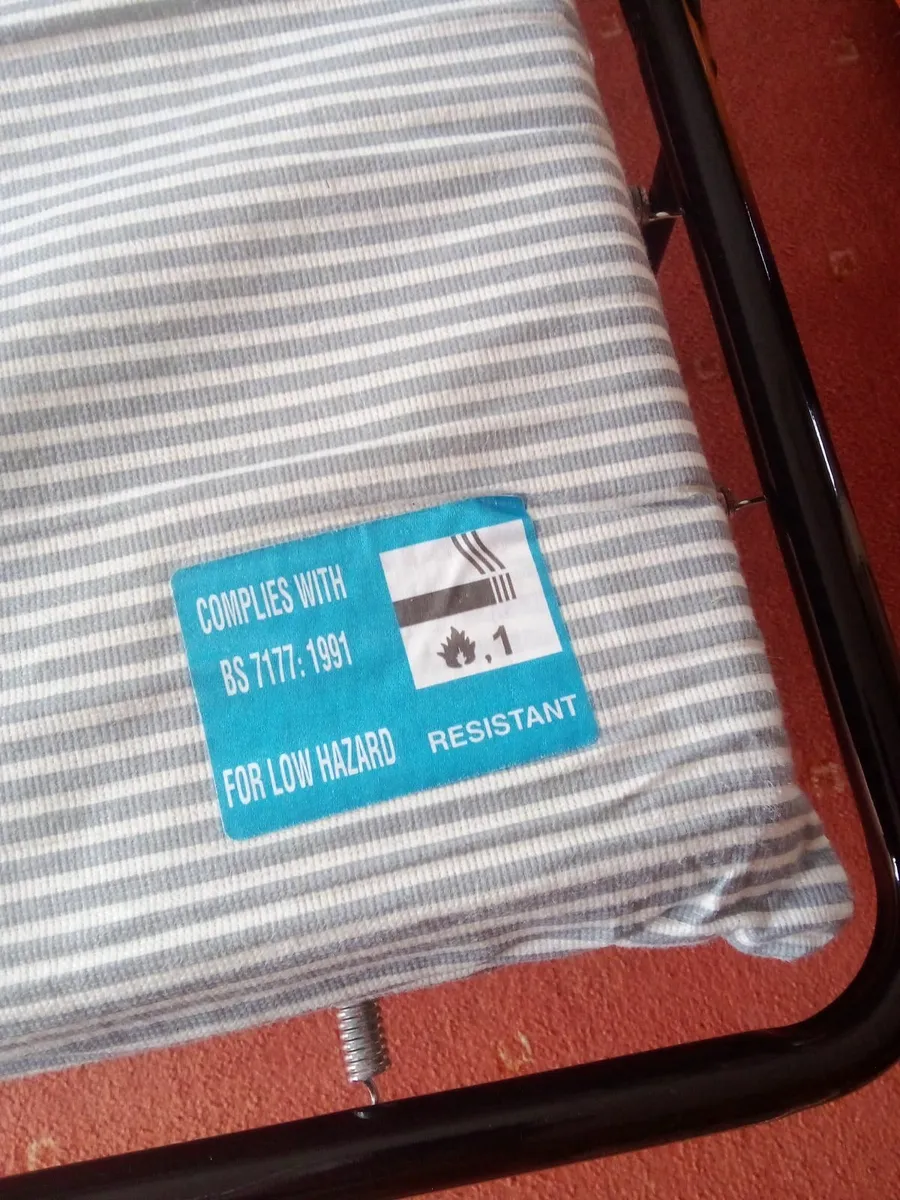 COMPLIES WITH
BS 7177: 1991
, 1
FOR LOW HAZARD
RESISTANT